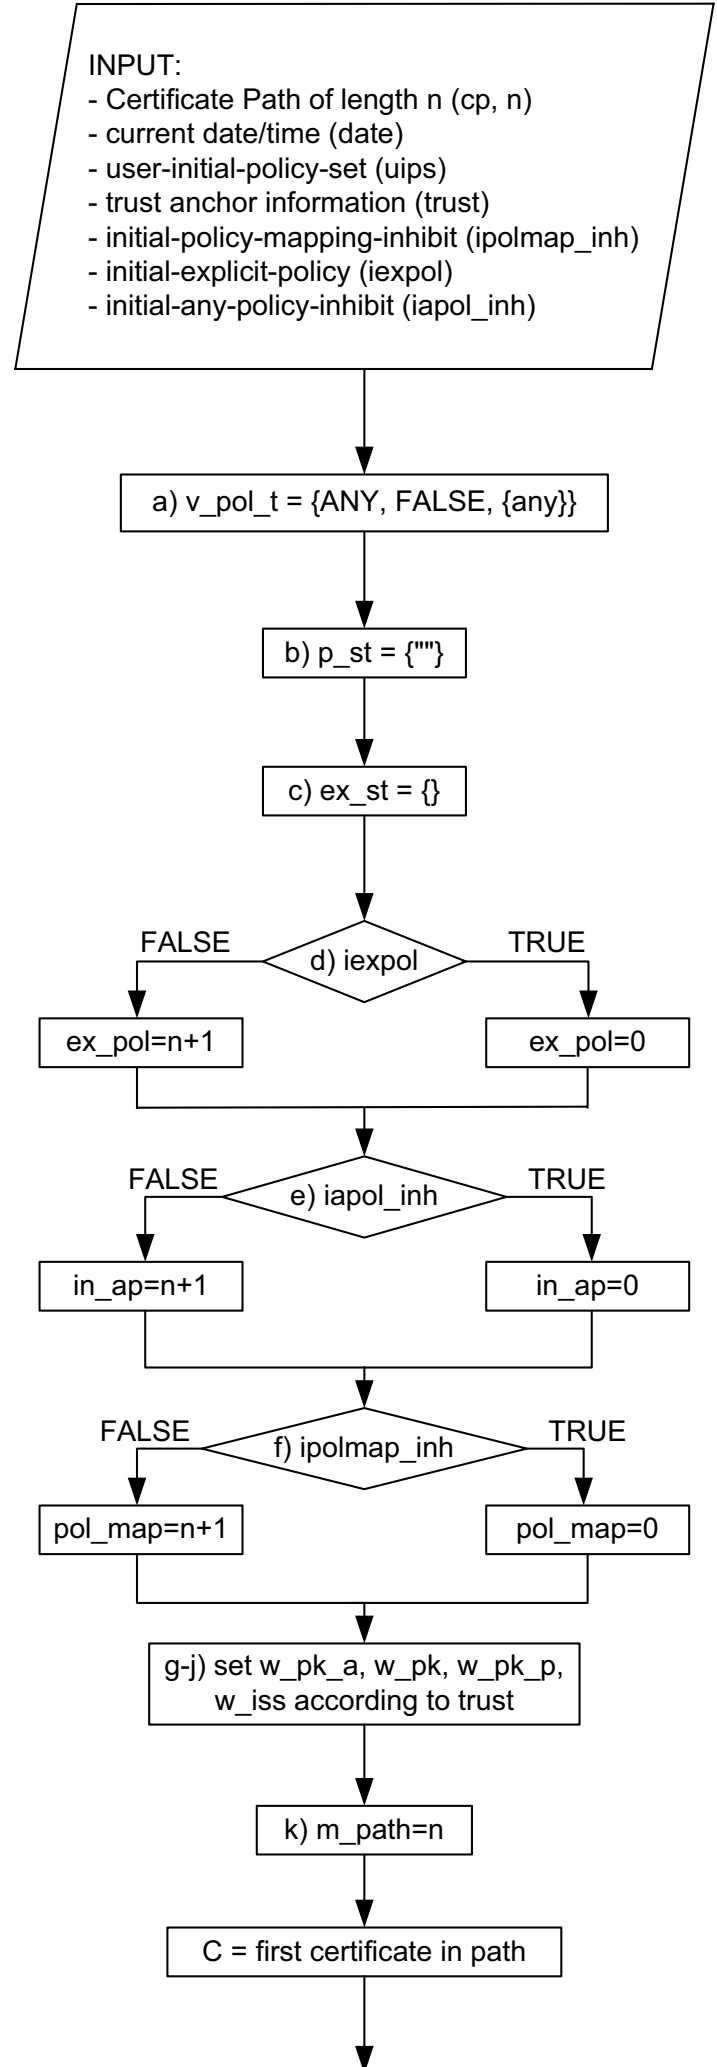 INPUT:
- Certificate Path of length n (cp, n)
- current date/time (date)
- user-initial-policy-set (uips)
- trust anchor information (trust)
- initial-policy-mapping-inhibit (ipolmap_inh)
- initial-explicit-policy (iexpol)
- initial-any-policy-inhibit (iapol_inh)
a) v_pol_t = {ANY, FALSE, {any}}
b) p_st = {""}
c) ex_st = {}
FALSE
TRUE
d) iexpol
ex_pol=n+1
ex_pol=0
FALSE
TRUE
e) iapol_inh
in_ap=n+1
in_ap=0
FALSE
TRUE
f) ipolmap_inh
pol_map=n+1
pol_map=0
g-j) set w_pk_a, w_pk, w_pk_p,
w_iss according to trust
k) m_path=n
C = first certificate in path